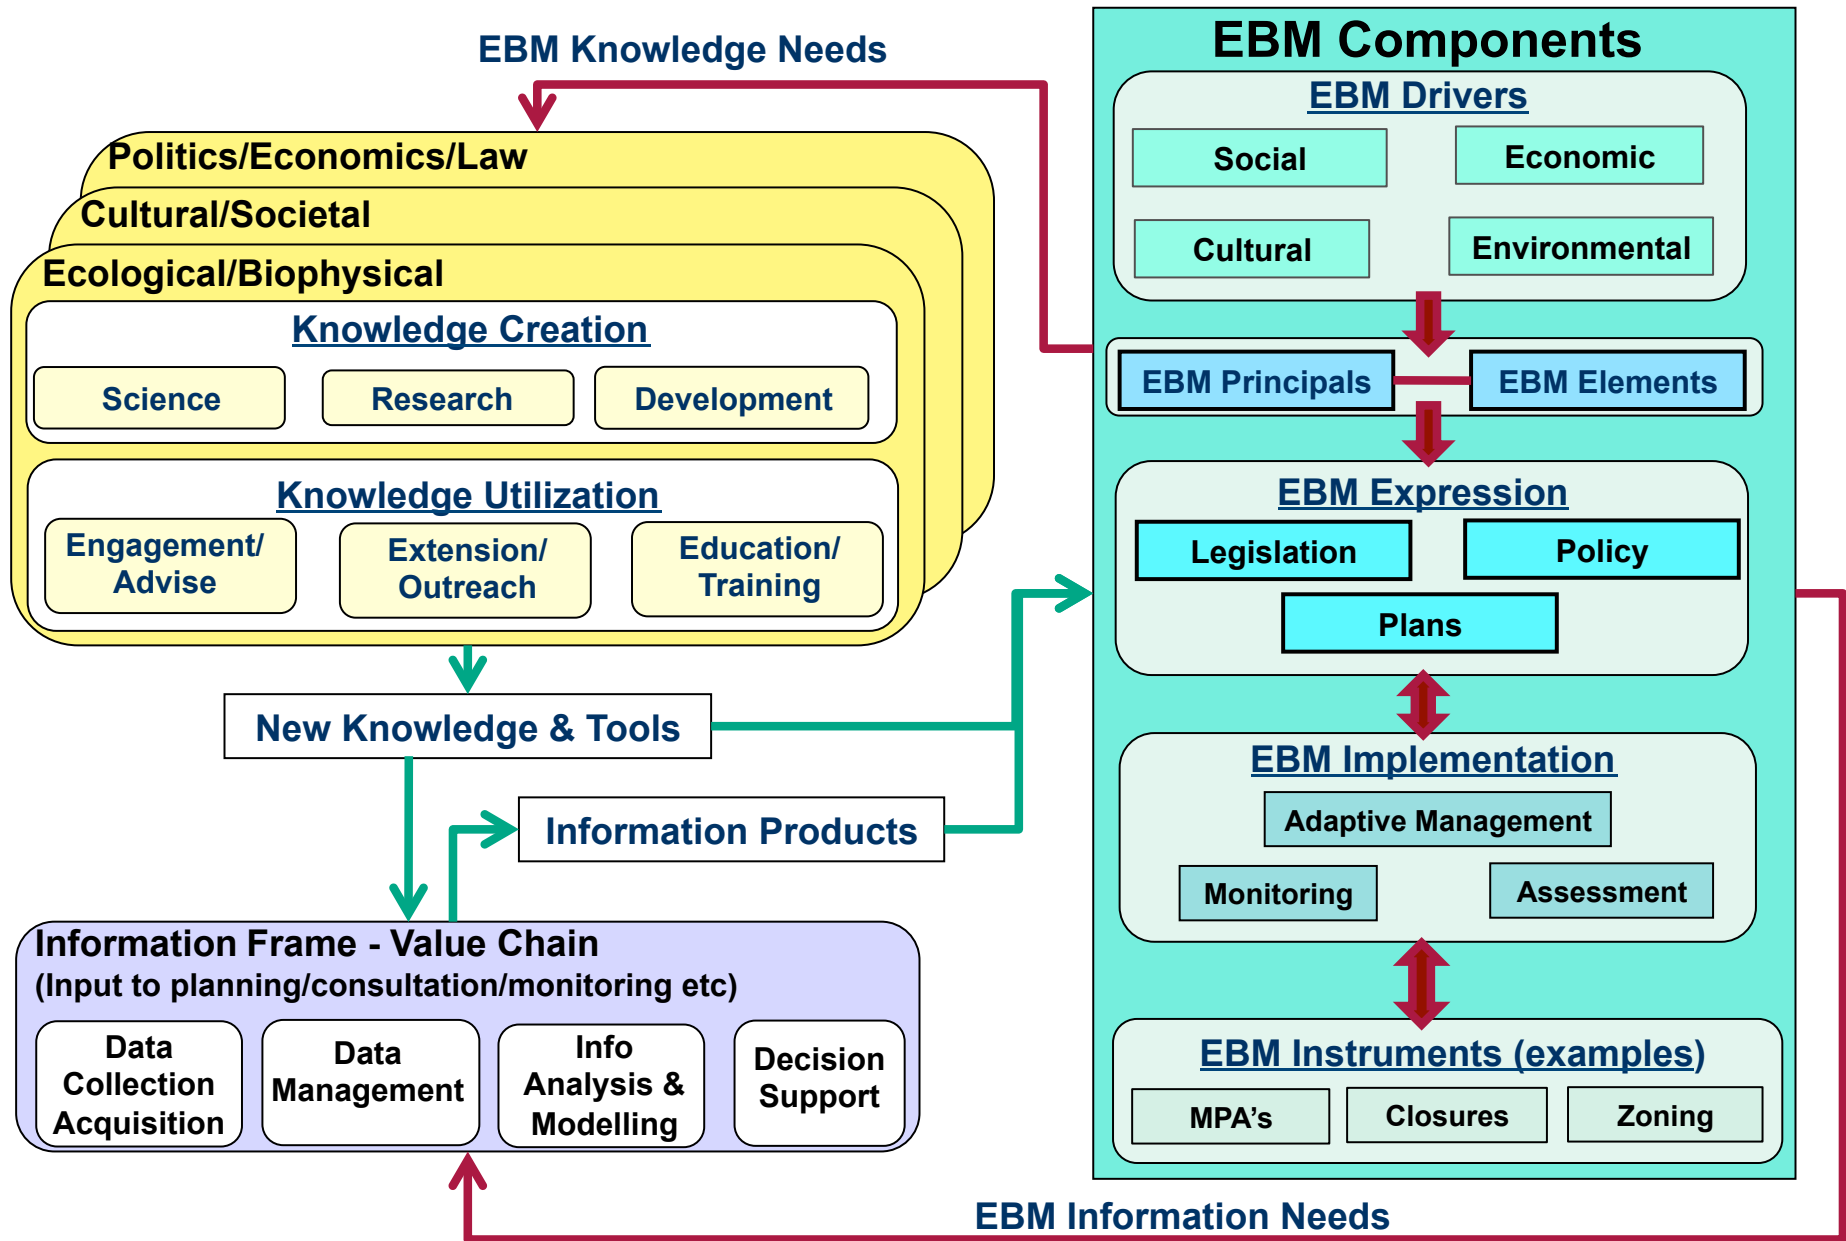 EBM Knowledge Needs
Politics/Economics/Law
Cultural/Societal
Ecological/Biophysical
Knowledge Creation
Science
Research
Development
Knowledge Utilization
Engagement/
Advise
Extension/
Outreach
Education/
Training
New Knowledge & Tools
Information Products
Information Frame - Value Chain
(Input to planning/consultation/monitoring etc)
Data
Collection
Acquisition
Data
Management
Info
Analysis &
Modelling
Decision
Support
EBM Components
EBM Drivers
Social
Economic
Cultural
Environmental
EBM Principals
EBM Elements
EBM Expression
Legislation
Policy
Plans
EBM Implementation
Adaptive Management
Monitoring
Assessment
EBM Instruments (examples)
MPA's
Closures
Zoning
EBM Information Needs